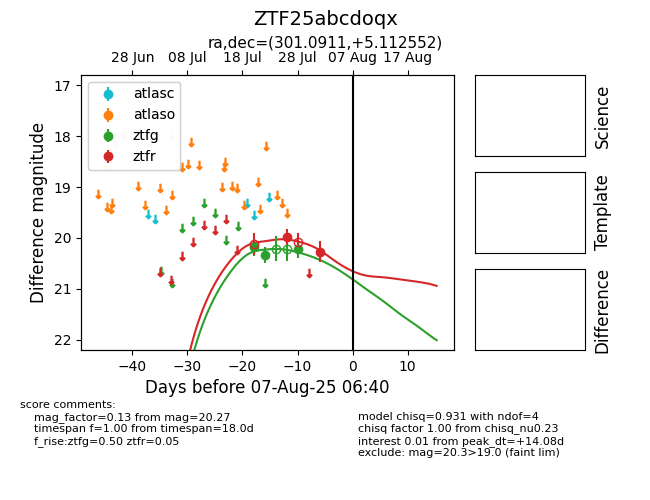 ZTF25abcdoqx
ra,dec=(301.0911,+5.112552)
28 Jun 08 Jul 18 Jul 28 Jul 07 Aug 17 Aug
atlasc
atlaso
ztfg
ztfr
17
18
19
20
21
22
Difference magnitude
−40 −30 −20 −10 0 10
Days before 07-Aug-25 06:40
Science
Template
Difference
score comments:
mag_factor=0.13 from mag=20.27
timespan f=1.00 from timespan=18.0d
f_rise:ztfg=0.50 ztfr=0.05
model chisq=0.931 with ndof=4
chisq factor 1.00 from chisq_nu0.23
interest 0.01 from peak_dt=+14.08d
exclude: mag=20.3>19.0 (faint lim)